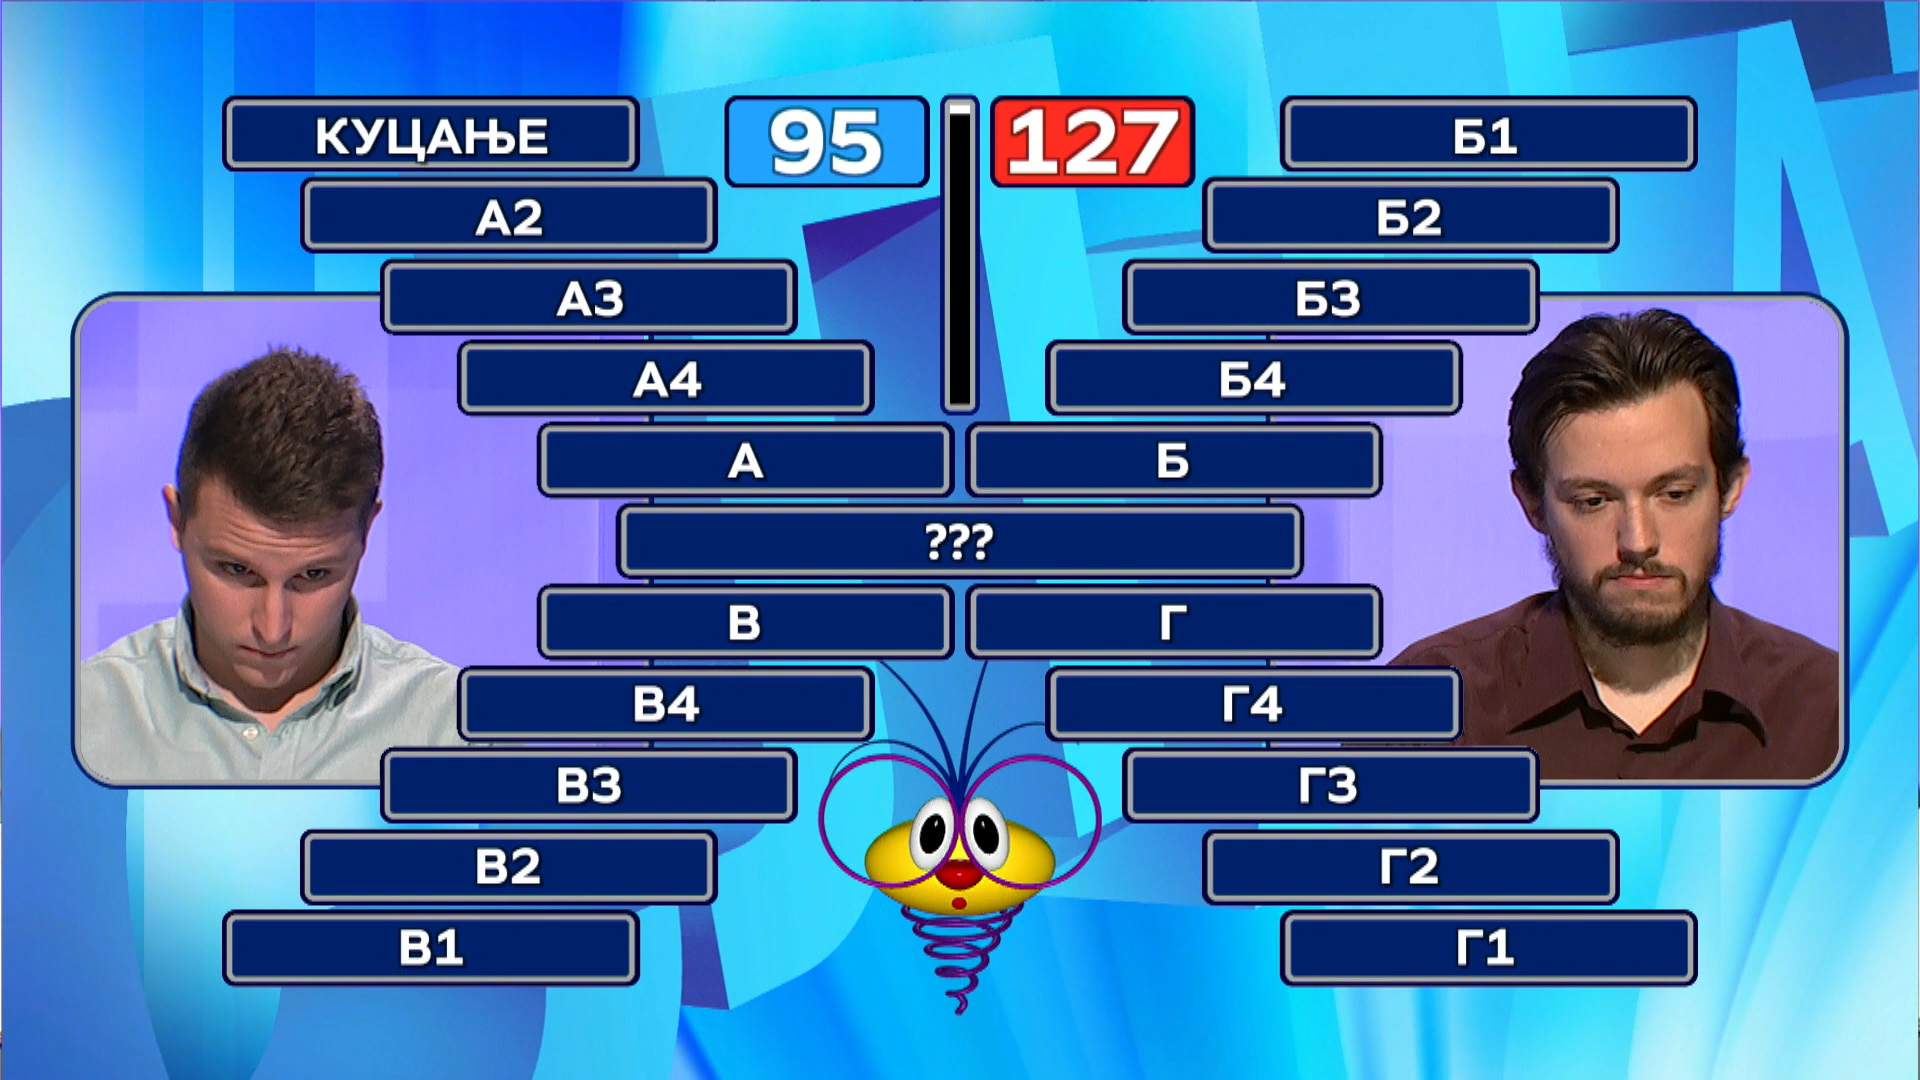 КУЦАЊЕ 95 127 Б1
А2 Б2
А3 Б3
А4 Б4
А Б
???
В Г
В4 Г4
В3 Г3
В2 Г2
В1 Г1